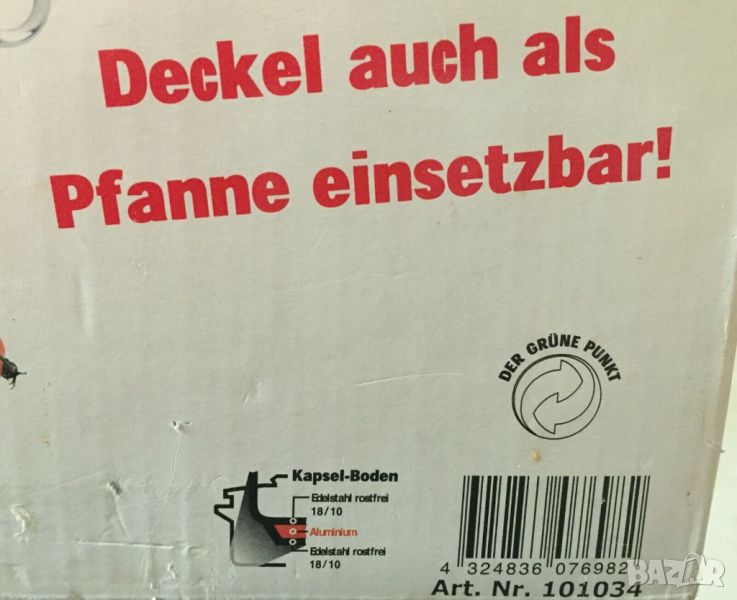 Deckel auch als
Pfanne einsetzbar!
DER GRÜNE PUNKT
Kapsel-Boden
Edelstahl rostfrei
18/10
Aluminium
Edelstahl rostfrei
18/10
4 324836 076982
Art. Nr. 101034
BAZAR